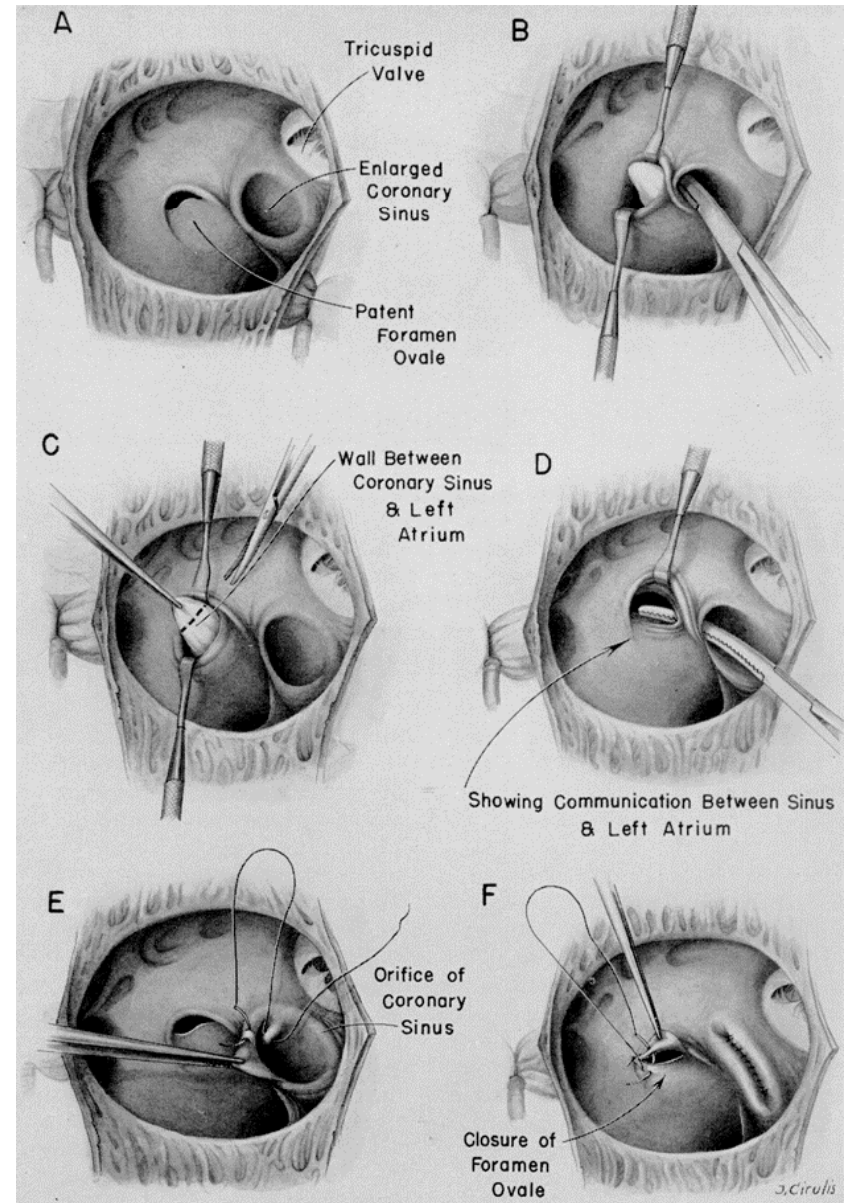 A
Tricuspid
Valve
Enlarged
Coronary
Sinus
Patent
Foramen
Ovale
B
C
Wall Between
Coronary Sinus
& Left
Atrium
D
Showing Communication Between Sinus
& Left Atrium
E
Orifice of
Coronary
Sinus
F
Closure of
Foramen
Ovale
J. Cirulis